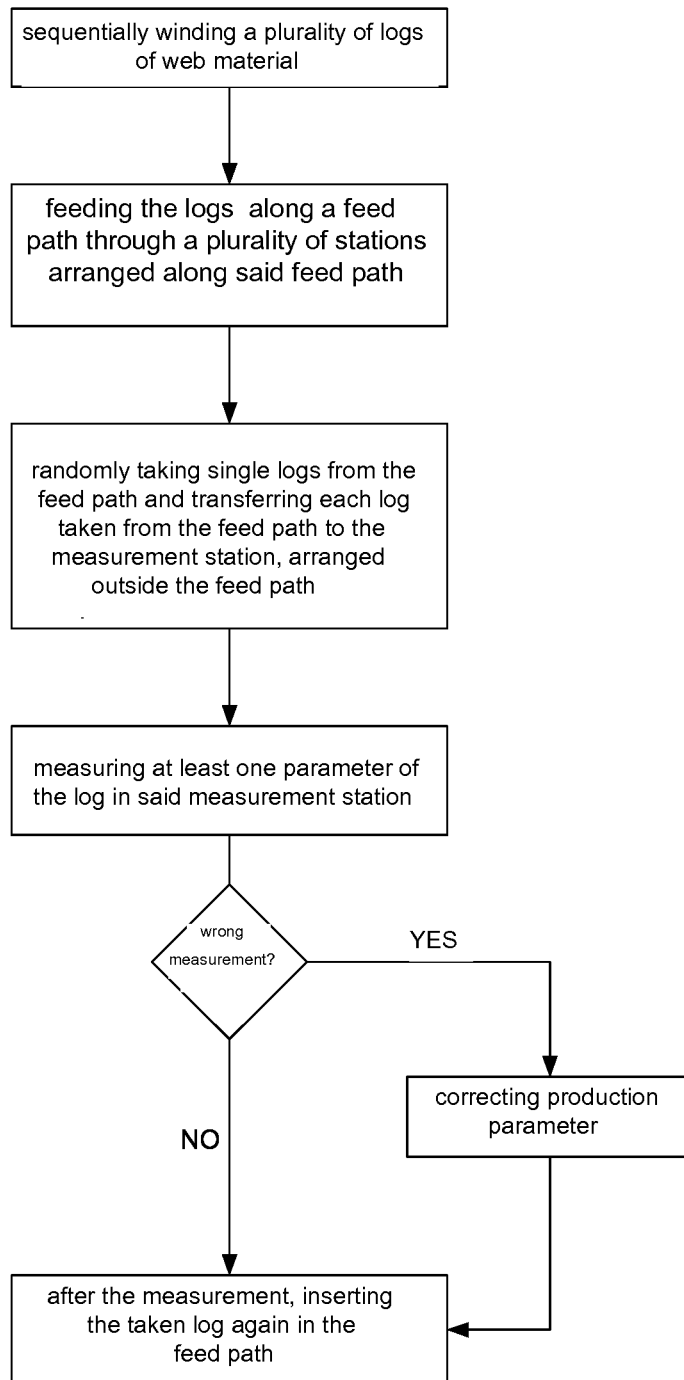 sequentially winding a plurality of logs
of web material
feeding the logs along a feed
path through a plurality of stations
arranged along said feed path
randomly taking single logs from the
feed path and transferring each log
taken from the feed path to the
measurement station, arranged
outside the feed path
measuring at least one parameter of
the log in said measurement station
wrong
measurement?
YES
correcting production
parameter
NO
after the measurement, inserting
the taken log again in the
feed path